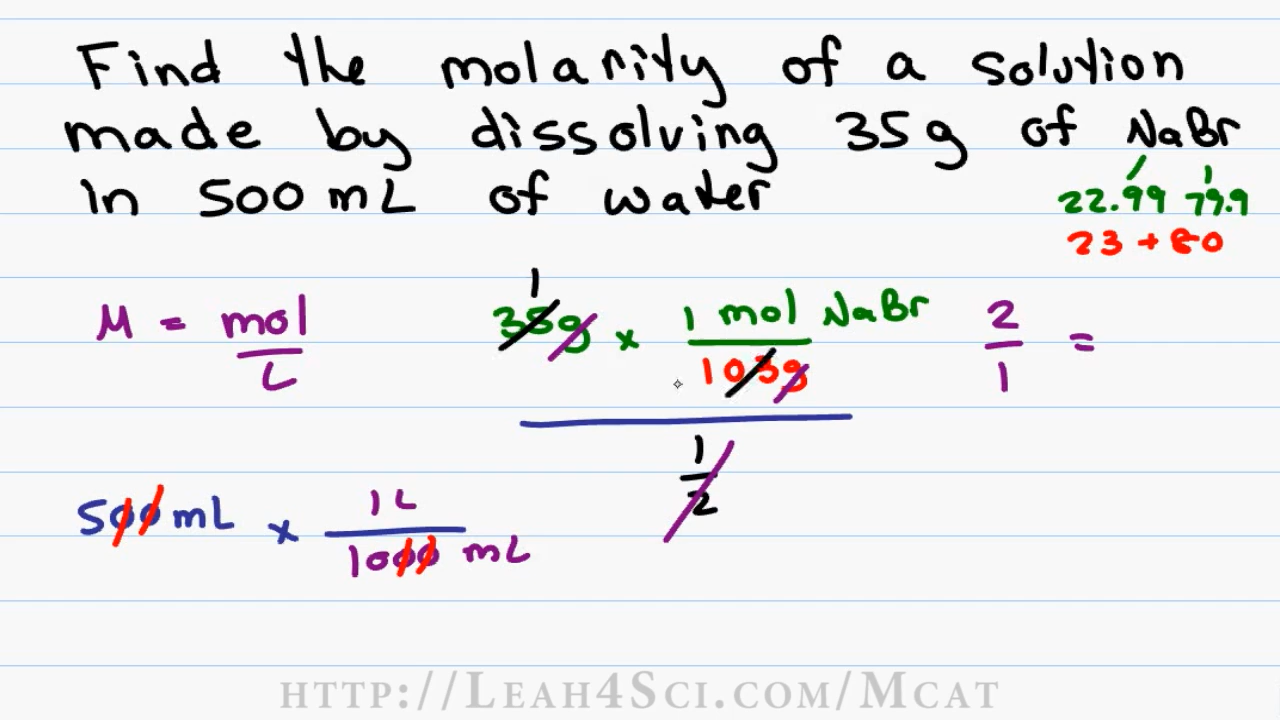 Find the molarity of a solution
made by dissolving 35g of NaBr
in 500 mL of water
22.99 79.9
23 + 80
M = mol / L
1
35g x 1 mol NaBr / 103g
2 / 1 =
1 / 2
500 mL x 1 L / 1000 mL
HTTP://LEAH4SCI.COM/MCAT